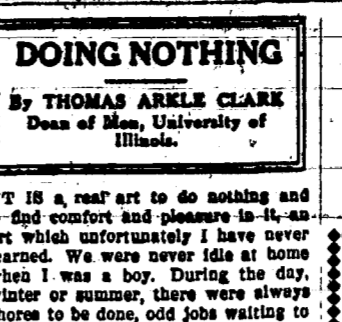 DOING NOTHING
By THOMAS ARKLE CLARK
Dean of Men, University of
Illinois.
T IS a real art to do nothing and
find comfort and pleasure in it, an
rt which unfortunately I have never
earned. We were never idle at home
when I was a boy. During the day,
inter or summer, there were always
hores to be done, odd jobs waiting to